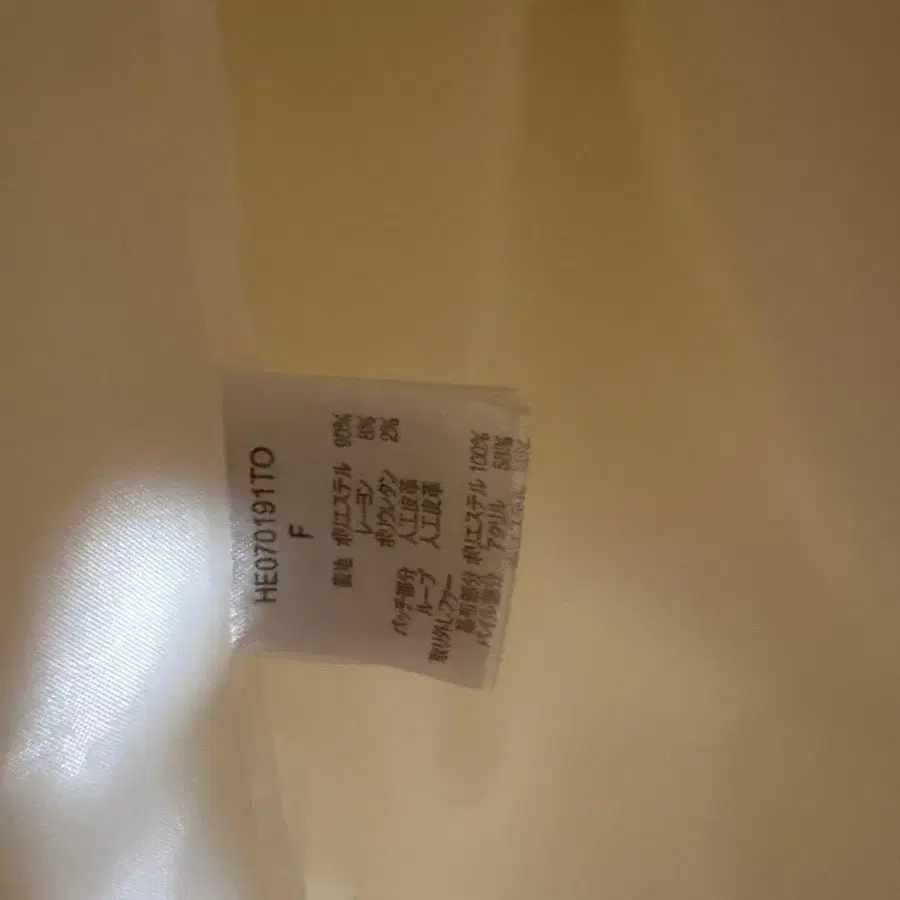 HE070191TO
F
ポリエステル 90%
レーヨン 8%
ポリウレタン 2%
パッチ部分 人工皮革
ループ 人工皮革
取り外しファー
基布部分 ポリエステル 100%
パイル部分 アクリル